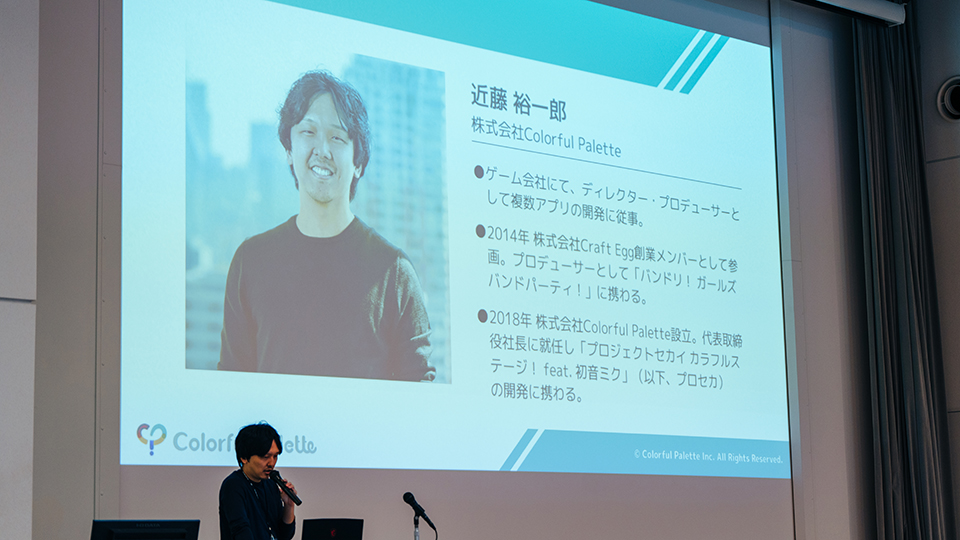 近藤 裕一郎
株式会社Colorful Palette
●ゲーム会社にて、ディレクター・プロデューサーと
して複数アプリの開発に従事。
●2014年 株式会社Craft Egg創業メンバーとして参
画。プロデューサーとして「バンドリ！ ガールズ
バンドパーティ！」に携わる。
●2018年 株式会社Colorful Palette設立。代表取締
役社長に就任し「プロジェクトセカイ カラフルス
テージ！ feat. 初音ミク」（以下、プロセカ）
の開発に携わる。
Colorful Palette
© Colorful Palette Inc. All Rights Reserved.